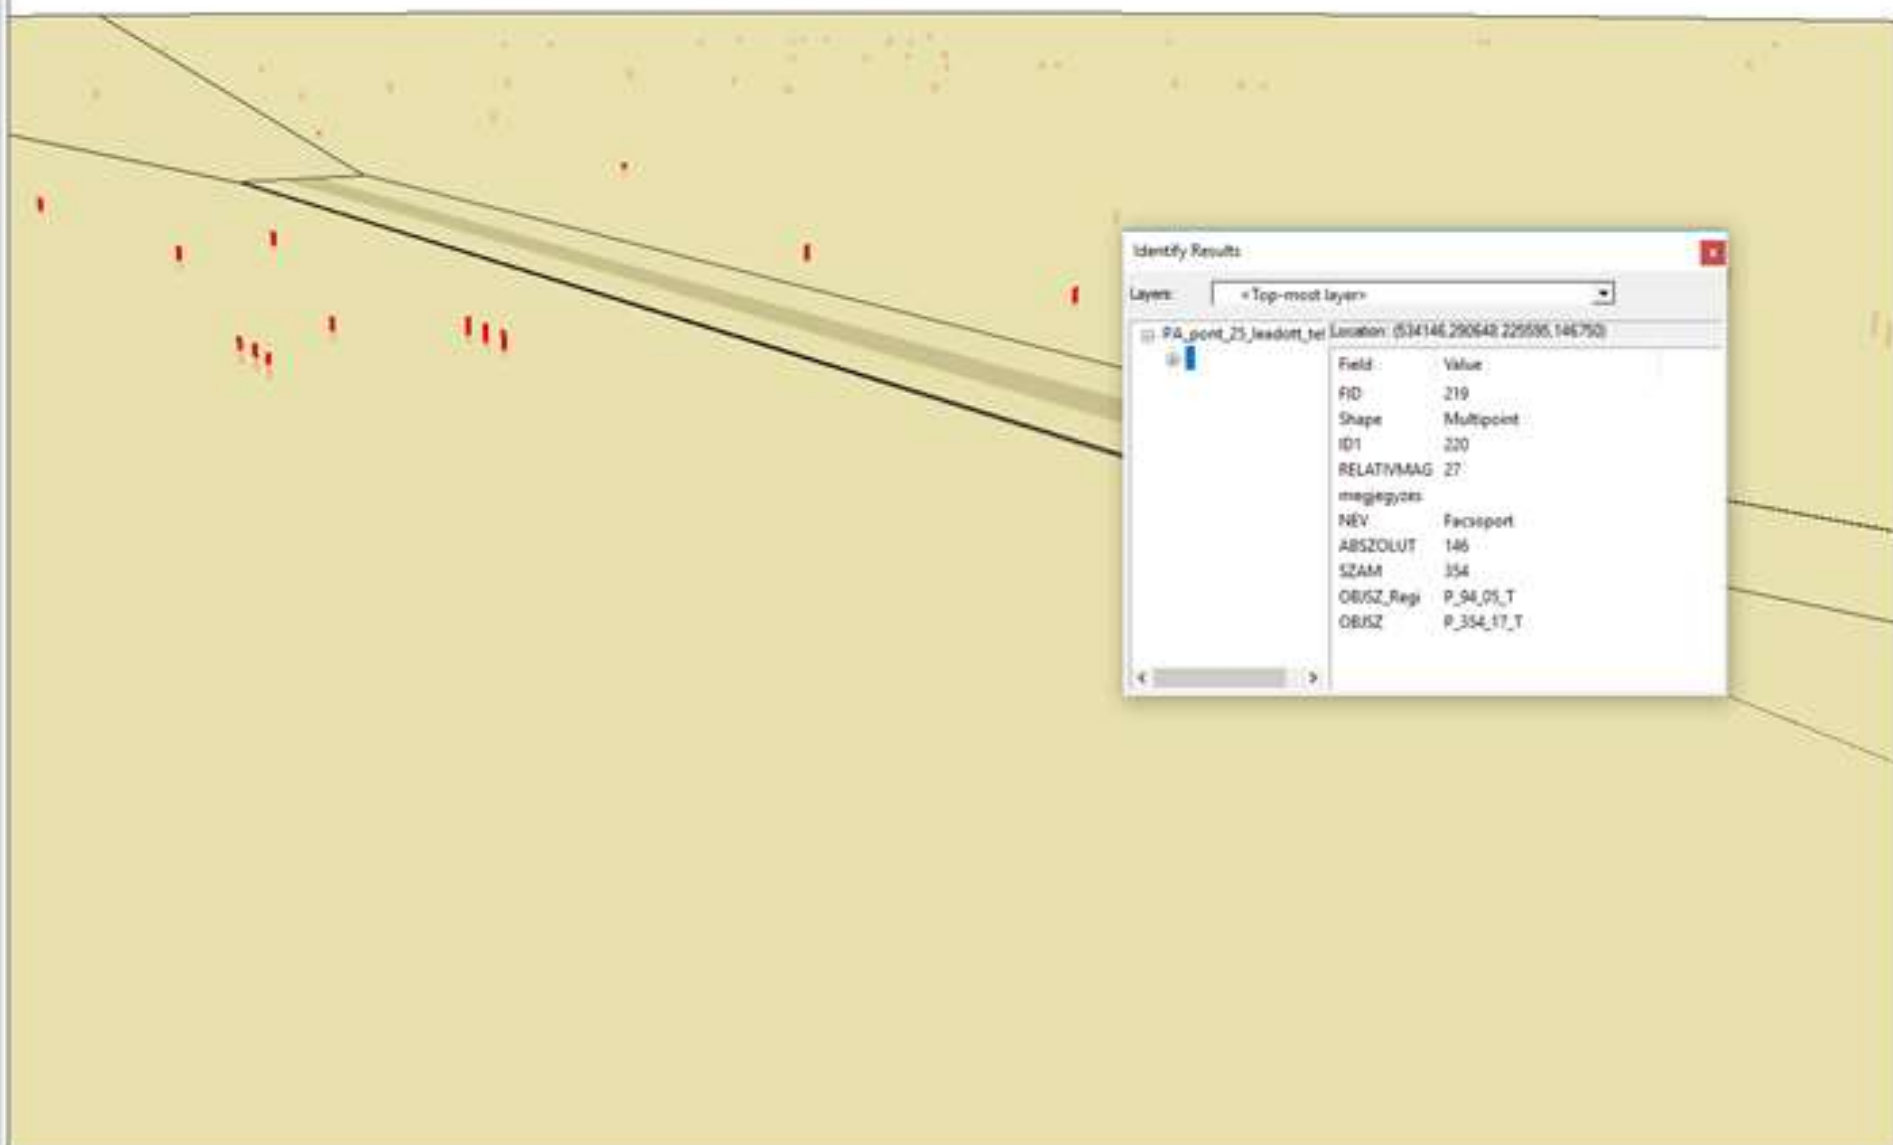 Identify Results
x
Layers: <Top-most layer>
PA_pont_25_leadott_tel
Location: (534146,290640 225595,146750)
Field Value
FID 219
Shape Multipoint
ID1 220
RELATIVMAG 27
megjegyzes
NEV Facsoport
ABSZOLUT 146
SZAM 354
OBJSZ_Regi P_94_05_T
OBJSZ P_354_17_T